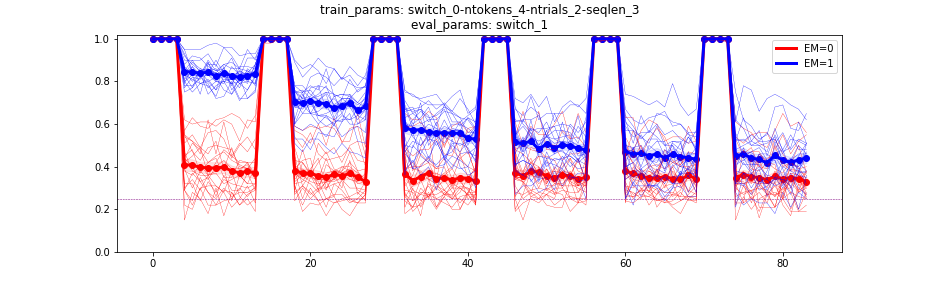 train_params: switch_0-ntokens_4-ntrials_2-seqlen_3
eval_params: switch_1
1.0
0.8
0.6
0.4
0.2
0.0
0
20
40
60
80
EM=0
EM=1